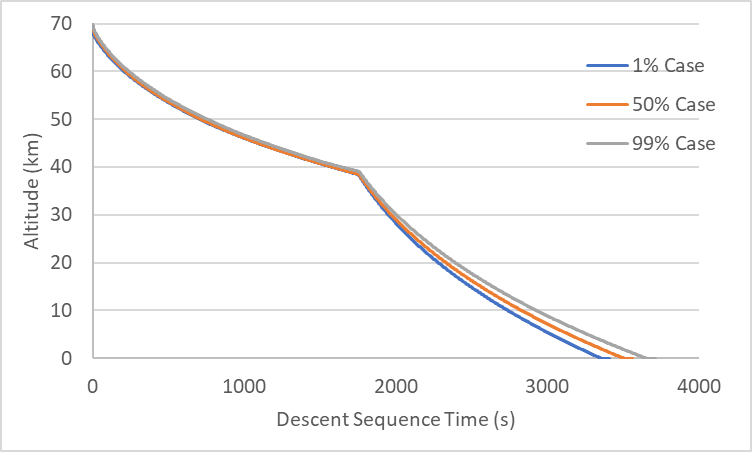 70
60
50
40
30
20
10
0
Altitude (km)
1% Case
50% Case
99% Case
0 1000 2000 3000 4000
Descent Sequence Time (s)